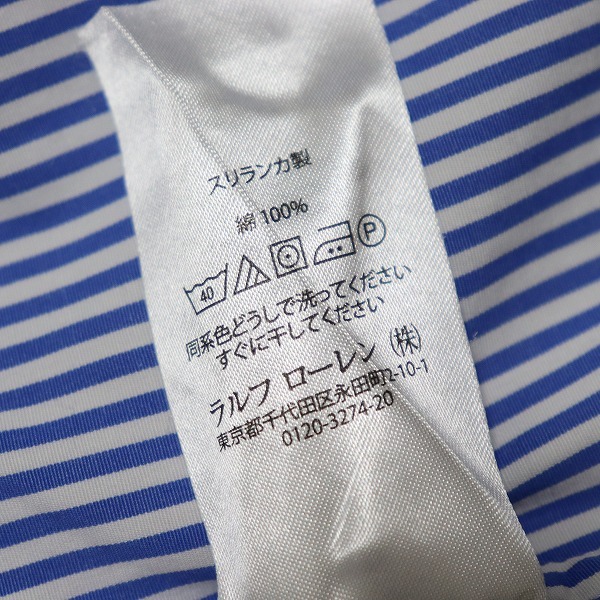 スリランカ製
綿 100%
40 P
同系色どうしで洗ってください
すぐに干してください
ラルフ ローレン (株)
東京都千代田区永田町2-10-1
0120-3274-20